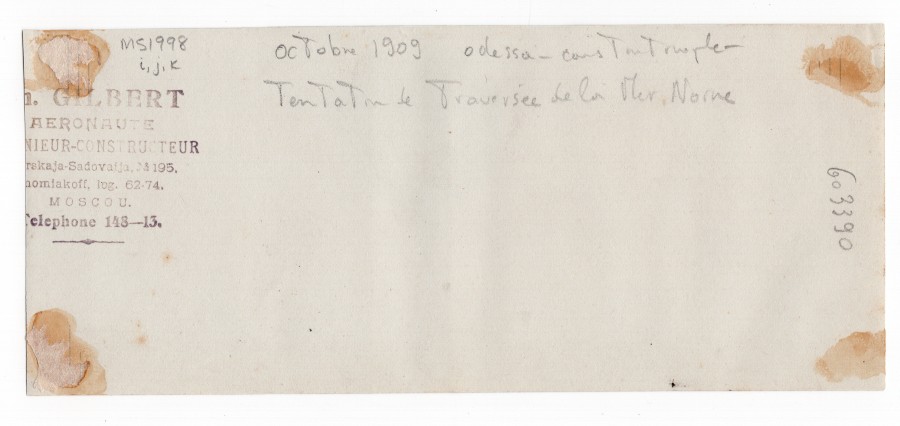 MS1998
i, j, k
octobre 1909 odessa - constantinople -
Tentative de Traversée de la Mer Noire
GILBERT
AERONAUTE
NIEUR-CONSTRUCTEUR
Sadovaija, № 195.
omiakoff, log. 62-74.
MOSCOU.
Telephone 148—13.
603390